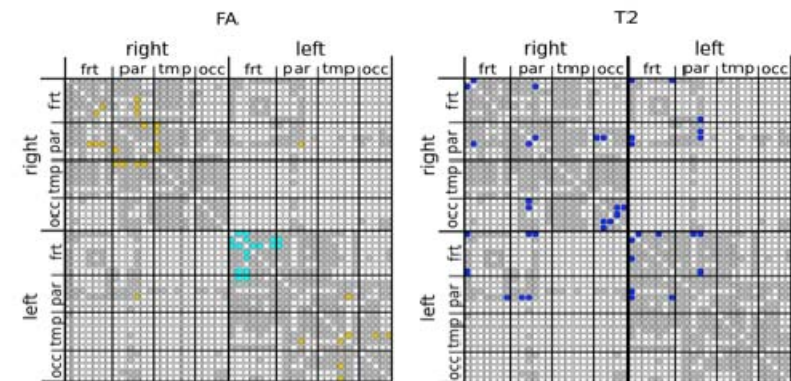 FA T2
right left right left
frt par tmp occ frt par tmp occ frt par tmp occ frt par tmp occ
right
frt
par
tmp
occ
left
frt
par
tmp
occ
right
frt
par
tmp
occ
left
frt
par
tmp
occ